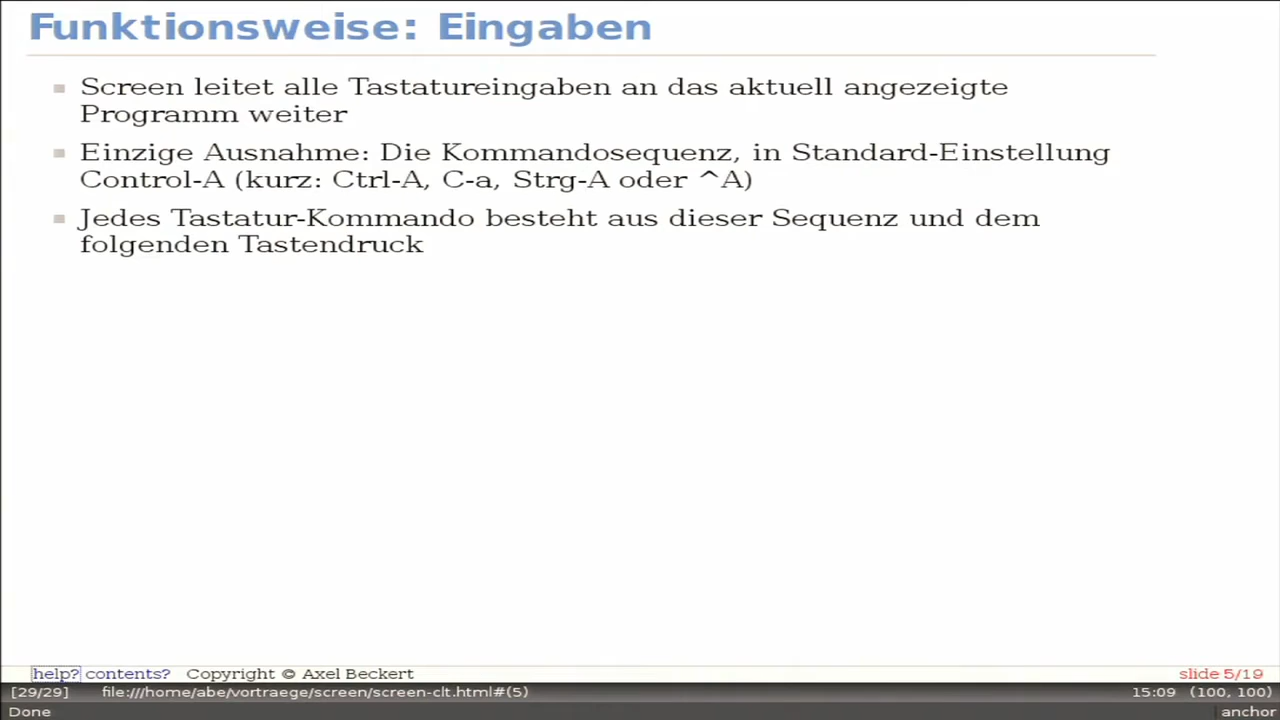 Funktionsweise: Eingaben
Screen leitet alle Tastatureingaben an das aktuell angezeigte
Programm weiter
Einzige Ausnahme: Die Kommandosequenz, in Standard-Einstellung
Control-A (kurz: Ctrl-A, C-a, Strg-A oder ^A)
Jedes Tastatur-Kommando besteht aus dieser Sequenz und dem
folgenden Tastendruck
help? contents? Copyright © Axel Beckert slide 5/19
[29/29] file:///home/abe/vortraege/screen/screen-clt.html#(5) 15:09 (100, 100)
Done anchor